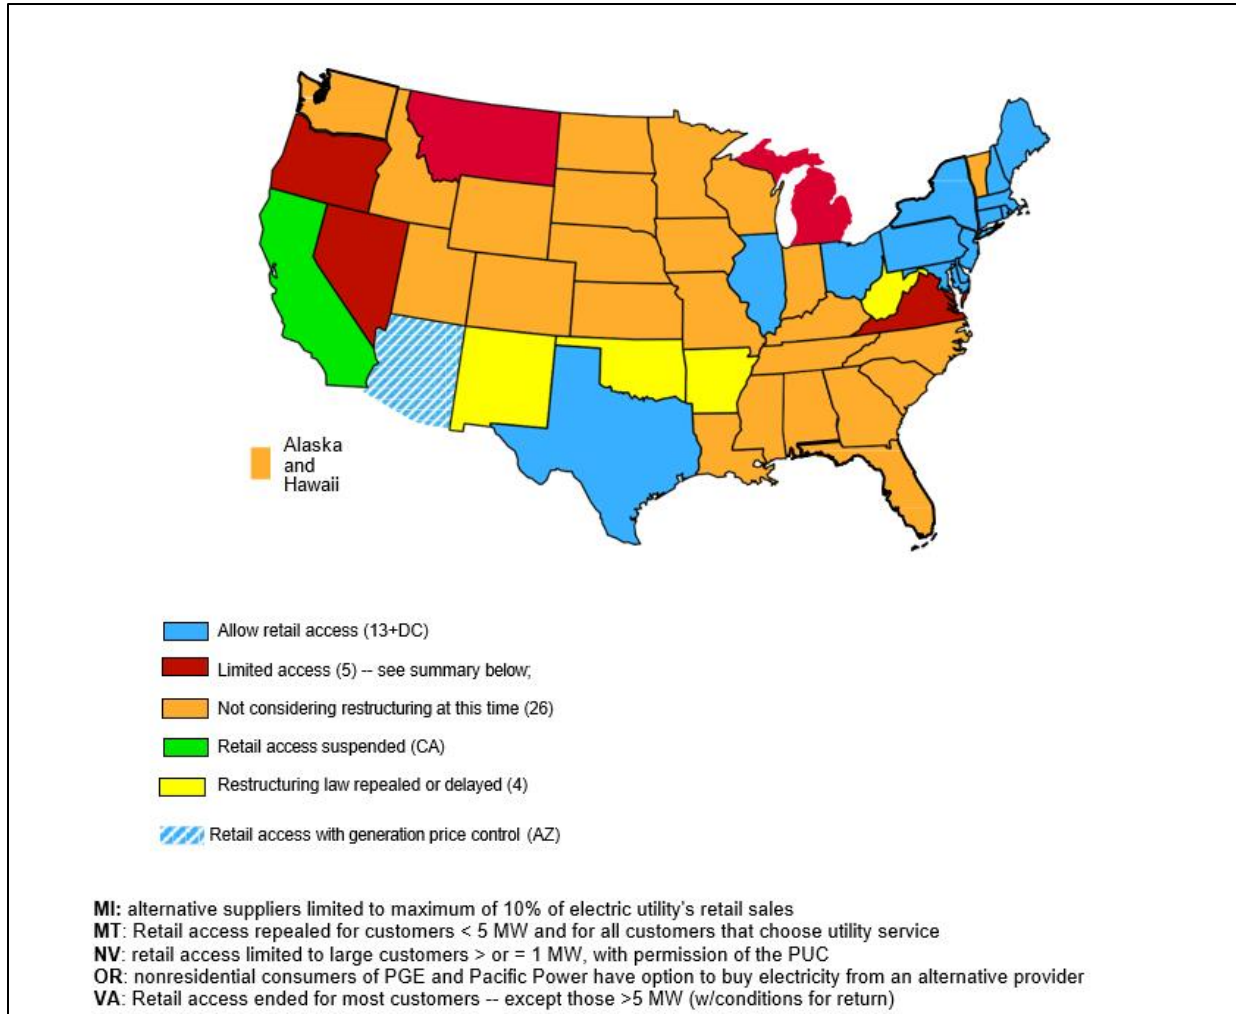 Alaska
and
Hawaii
Allow retail access (13+DC)
Limited access (5) -- see summary below;
Not considering restructuring at this time (26)
Retail access suspended (CA)
Restructuring law repealed or delayed (4)
Retail access with generation price control (AZ)
MI: alternative suppliers limited to maximum of 10% of electric utility's retail sales
MT: Retail access repealed for customers < 5 MW and for all customers that choose utility service
NV: retail access limited to large customers > or = 1 MW, with permission of the PUC
OR: nonresidential consumers of PGE and Pacific Power have option to buy electricity from an alternative provider
VA: Retail access ended for most customers -- except those >5 MW (w/conditions for return)